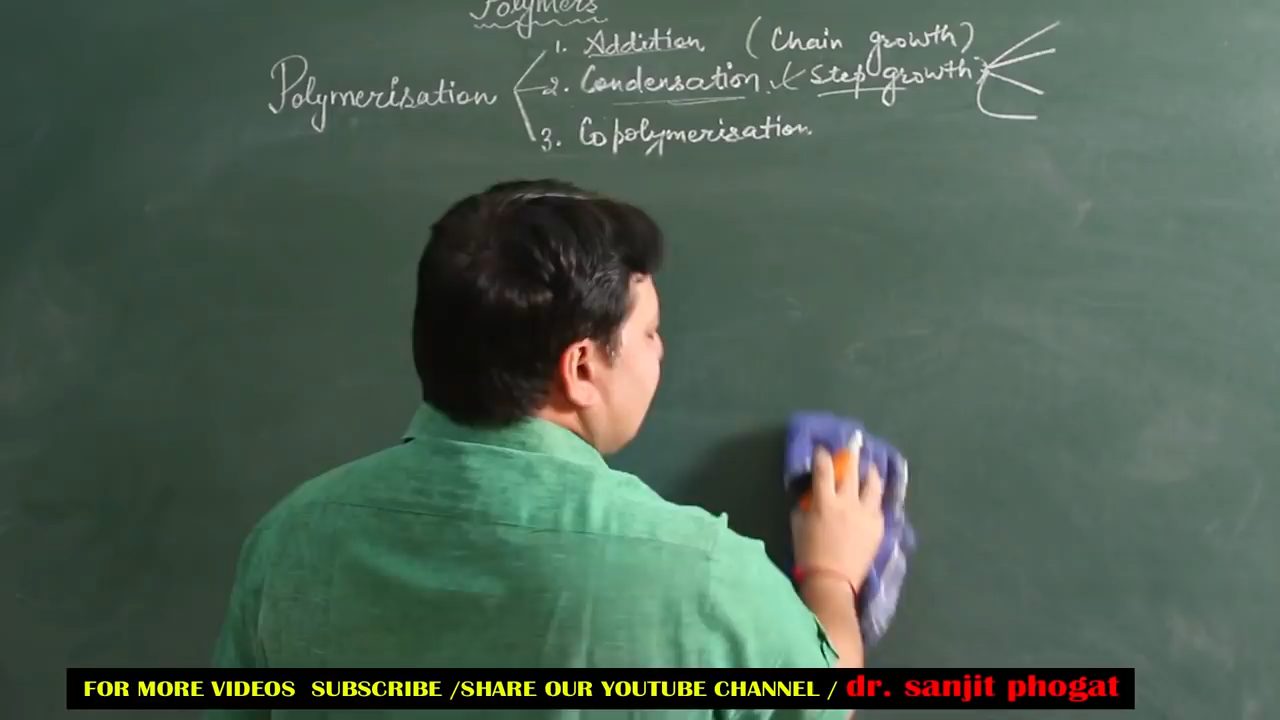 Polymers
1. Addition (Chain growth)
Polymerisation 2. Condensation (Step growth)
3. Copolymerisation.
FOR MORE VIDEOS SUBSCRIBE /SHARE OUR YOUTUBE CHANNEL / dr. sanjit phogat